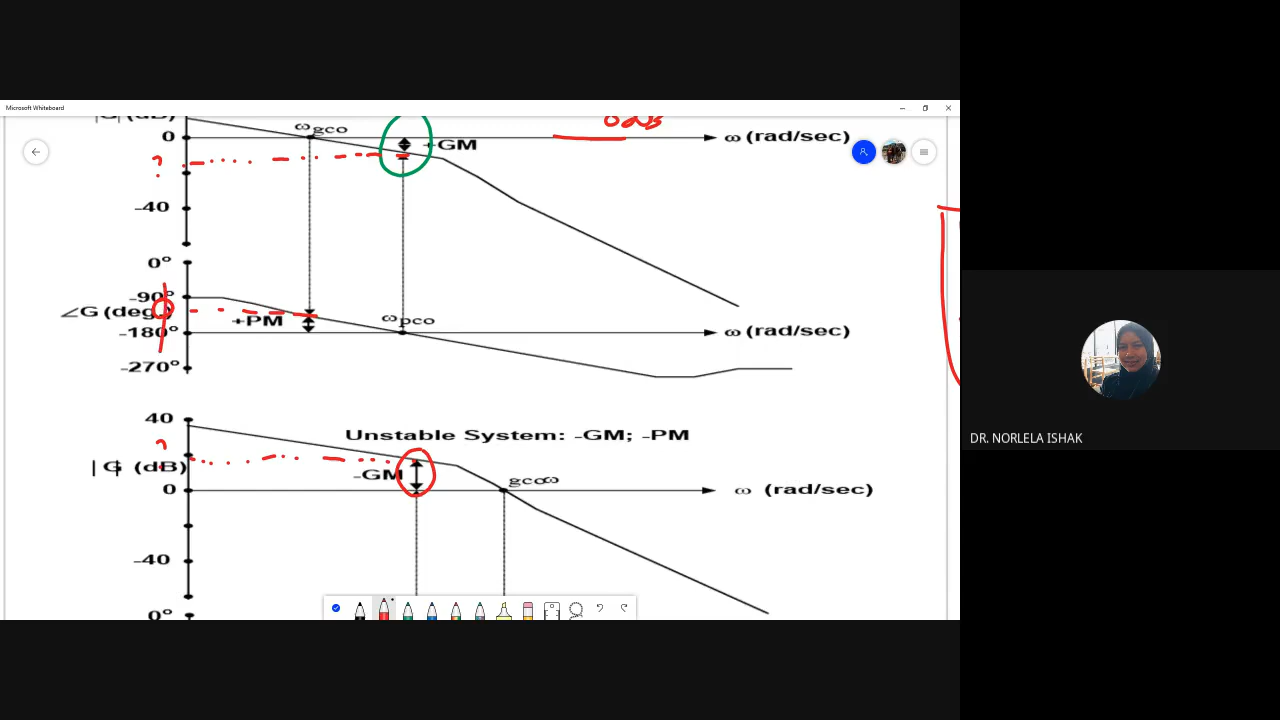 Microsoft Whiteboard
|G|(dB)
0db
0
ωgco
ω(rad/sec)
+GM
?
-40
0°
-90°
∠G(deg)
+PM
ωpco
-180°
ω(rad/sec)
-270°
40
Unstable System: -GM; -PM
?
|G| (dB)
-GM
gcoω
0
ω (rad/sec)
-40
0°
DR. NORLELA ISHAK